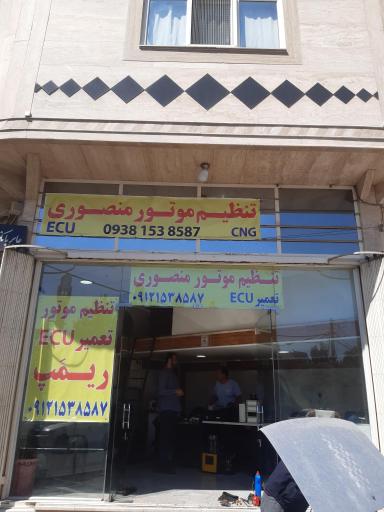 تنظیم موتور منصوری
ECU 0938 153 8587 CNG
تنظیم موتور منصوری
تعمیر ECU ۰۹۱۲۱۵۳۸۵۸۷
تنظیم موتور
تعمیر ECU
ریمپ
۰۹۱۲۱۵۳۸۵۸۷